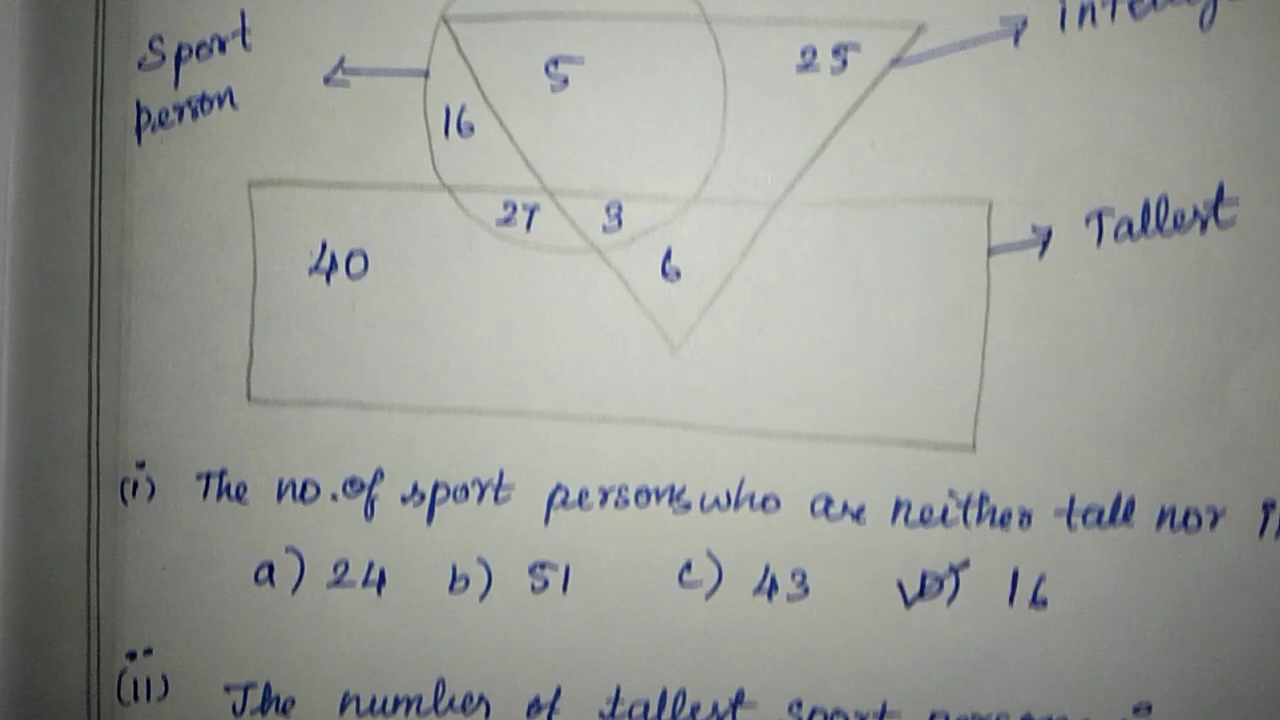 Sport
person
5
25
16
27
3
40
6
Tallest
(i) The no. of sport persons who are neither tall nor
a) 24 b) 51 c) 43 D) 16
(ii) The number of tallest sport